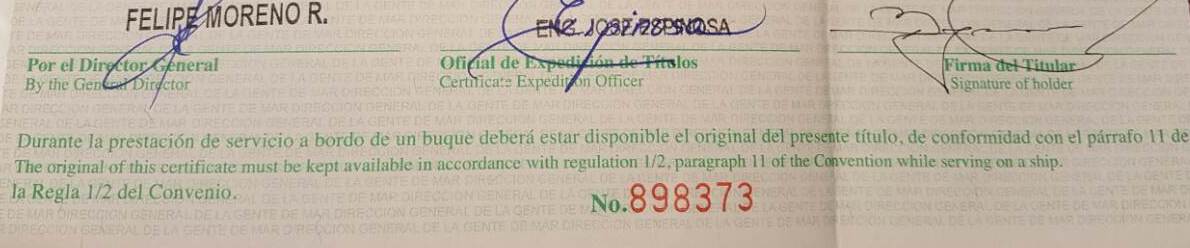 FELIPE MORENO R.
ENG. JOSE ESPINOSA
Por el Director General
Oficial de Expedición de Títulos
Firma del Titular
By the General Director
Certificate Expedition Officer
Signature of holder
Durante la prestación de servicio a bordo de un buque deberá estar disponible el original del presente título, de conformidad con el párrafo 11 de
The original of this certificate must be kept available in accordance with regulation 1/2, paragraph 11 of the Convention while serving on a ship.
la Regla 1/2 del Convenio.
No.898373